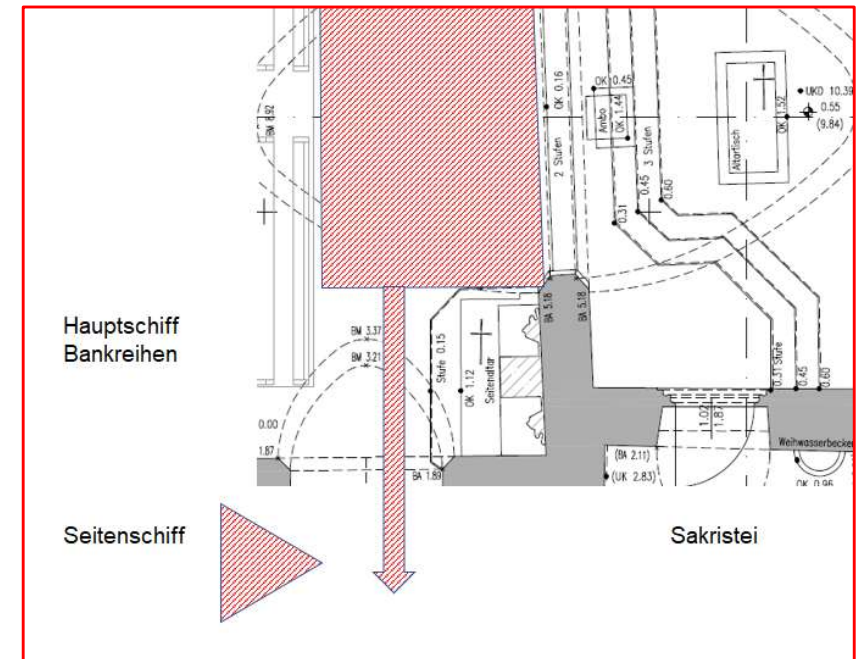 OK 0.16
OK 0.45
UKD 10.39
BM 8.92
Ambo
OK 1.44
OK 1.52
0.55
(9.84)
2 Stufen
3 Stufen
Altartisch
0.45
0.60
0.31
BA 5.18
BA 5.18
Hauptschiff
Bankreihen
BM 3.37
BM 3.21
Stufe 0.15
OK 1.12
Seitenaltar
0.31 Stufe
0.45
0.60
1.02
1.87
0.00
1.87
BA 1.89
(BA 2.11)
(UK 2.83)
Weihwasserbecken
OK 0.96
Seitenschiff
Sakristei